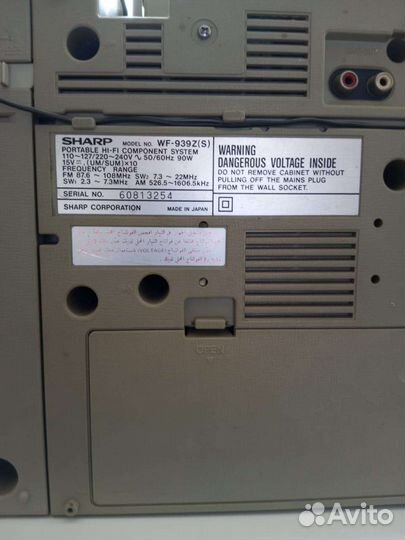 SHARP MODEL NO. WF-939Z(S)
PORTABLE HI-FI COMPONENT SYSTEM
110~127/220~240V ∿ 50/60Hz 90W
15V ⎓ (UM/SUM)×10
FREQUENCY RANGE
FM 87.6 ~ 108MHz SW2 7.3 ~ 22MHz
SW1 2.3 ~ 7.3MHz AM 526.5~1606.5kHz
SERIAL NO. 60813254
SHARP CORPORATION MADE IN JAPAN
WARNING
DANGEROUS VOLTAGE INSIDE
DO NOT REMOVE CABINET WITHOUT
PULLING OFF THE MAINS PLUG
FROM THE WALL SOCKET.
(VOLTAGE)
OPEN
Avito